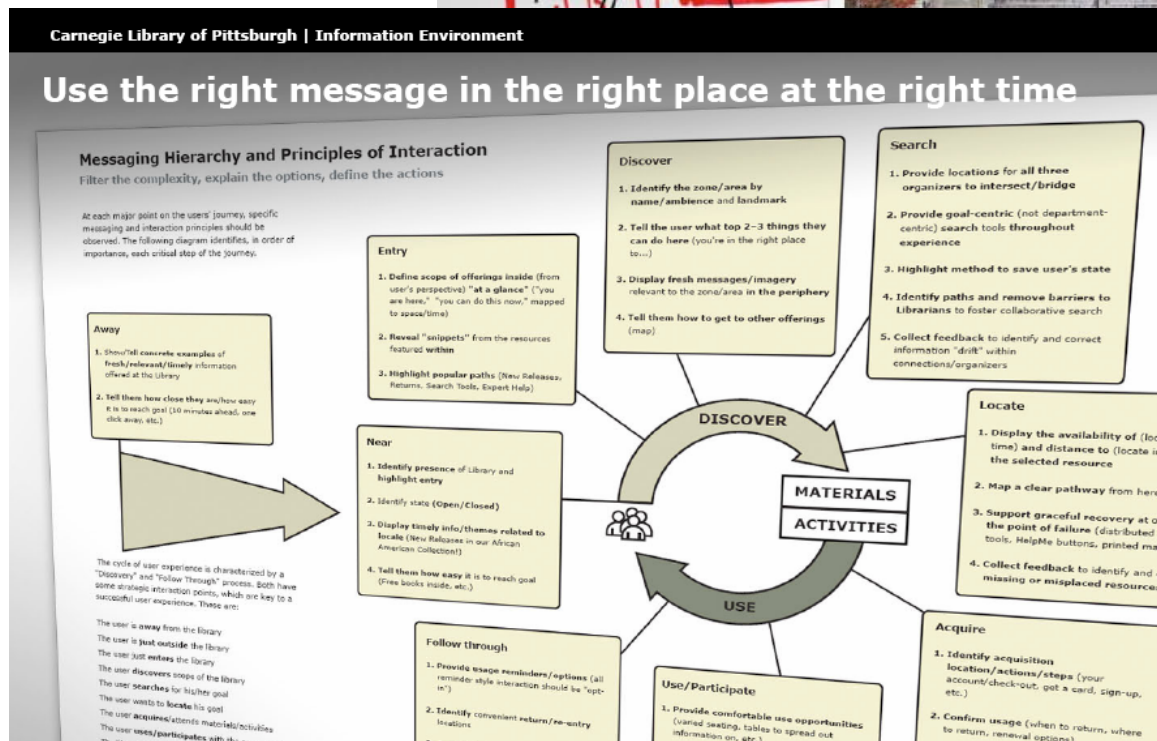 Carnegie Library of Pittsburgh | Information Environment
Use the right message in the right place at the right time
Messaging Hierarchy and Principles of Interaction
Filter the complexity, explain the options, define the actions
At each major point on the users' journey, specific
messaging and interaction principles should be
observed. The following diagram identifies, in order of
importance, each critical step of the journey.
Away
1. Show/Tell concrete examples of
fresh/relevant/timely information
offered at the Library
2. Tell them how close they are/how easy
it is to reach goal (10 minutes ahead, one
click away, etc.)
The cycle of user experience is characterized by a
"Discovery" and "Follow Through" process. Both have
some strategic interaction points, which are key to a
successful user experience. These are:
The user is away from the library
The user is just outside the library
The user just enters the library
The user discovers scope of the library
The user searches for his/her goal
The user wants to locate his goal
The user acquires/attends materials/activities
The user uses/participates with the
Entry
1. Define scope of offerings inside (from
user's perspective) "at a glance" ("you
are here," "you can do this now," mapped
to space/time)
2. Reveal "snippets" from the resources
featured within
3. Highlight popular paths (New Releases,
Returns, Search Tools, Expert Help)
Near
1. Identify presence of Library and
highlight entry
2. Identify state (Open/Closed)
3. Display timely info/themes related to
locale (New Releases in our African
American Collection!)
4. Tell them how easy it is to reach goal
(Free books inside, etc.)
Follow through
1. Provide usage reminders/options (all
reminder style interaction should be "opt-
in")
2. Identify convenient return/re-entry
locations
Discover
1. Identify the zone/area by
name/ambience and landmark
2. Tell the user what top 2-3 things they
can do here (you're in the right place
to...)
3. Display fresh messages/imagery
relevant to the zone/area in the periphery
4. Tell them how to get to other offerings
(map)
DISCOVER
MATERIALS
ACTIVITIES
USE
Use/Participate
1. Provide comfortable use opportunities
(varied seating, tables to spread out
information on, etc.)
Search
1. Provide locations for all three
organizers to intersect/bridge
2. Provide goal-centric (not department-
centric) search tools throughout
experience
3. Highlight method to save user's state
4. Identify paths and remove barriers to
Librarians to foster collaborative search
5. Collect feedback to identify and correct
information "drift" within
connections/organizers
Locate
1. Display the availability of
time) and distance to (locate
the selected resource
2. Map a clear pathway from
3. Support graceful recovery at
the point of failure (distributed
tools, HelpMe buttons, printed
4. Collect feedback to identify and
missing or misplaced
Acquire
1. Identify acquisition
location/actions/steps (your
account/check-out, get a card, sign-up,
etc.)
2. Confirm usage (when to return, where
to return, renewal options)